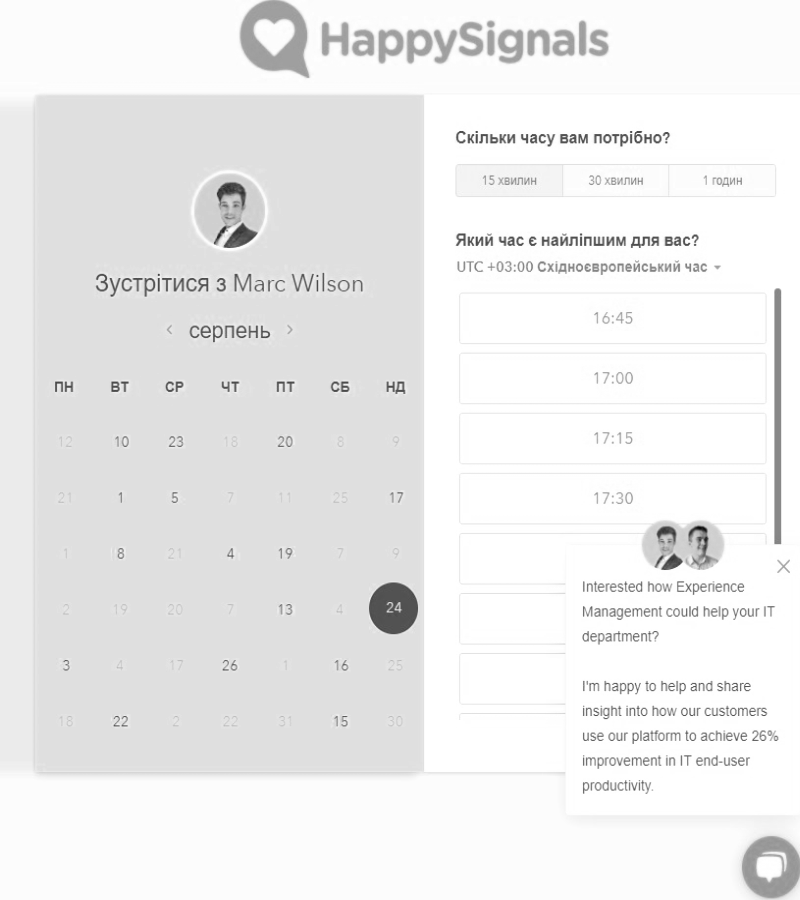 HappySignals
Зустрітися з Marc Wilson
серпень
ПН ВТ СР ЧТ ПТ СБ НД
12 10 23 18 20 8 9
21 1 5 7 11 25 17
1 8 21 4 19 7 9
2 19 20 7 13 4 24
3 4 17 26 1 16 25
18 22 2 22 31 15 30
Скільки часу вам потрібно?
15 хвилин 30 хвилин 1 годин
Який час є найліпшим для вас?
UTC +03:00 Східноєвропейський час
16:45
17:00
17:15
17:30
Interested how Experience
Management could help your IT
department?
I'm happy to help and share
insight into how our customers
use our platform to achieve 26%
improvement in IT end-user
productivity.